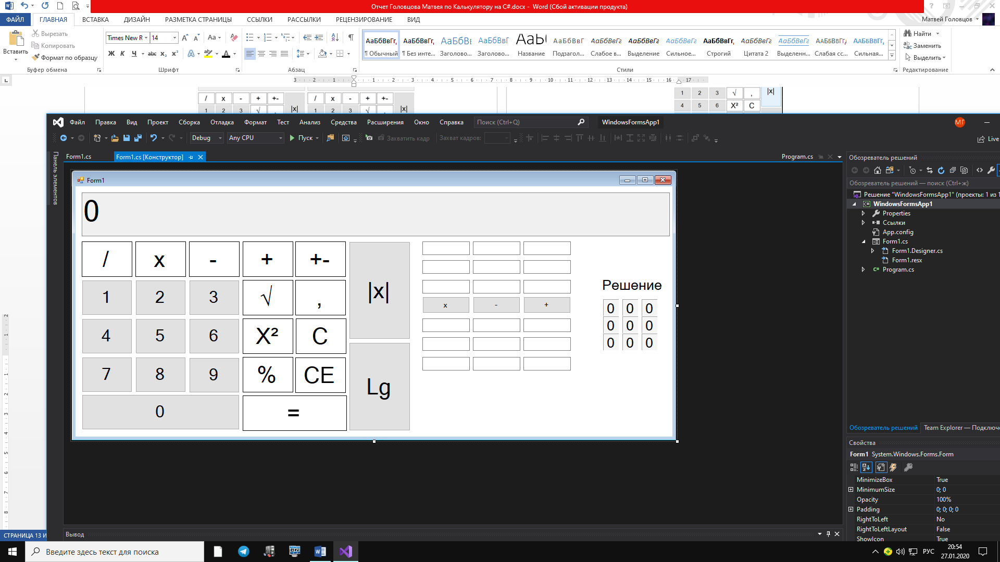 Отчет Головцова Матвея по Калькулятору на C#.docx - Word (Сбой активации продукта)
ФАЙЛ ГЛАВНАЯ ВСТАВКА ДИЗАЙН РАЗМЕТКА СТРАНИЦЫ ССЫЛКИ РАССЫЛКИ РЕЦЕНЗИРОВАНИЕ ВИД Матвей Головцов
Вставить
Вырезать
Копировать
Формат по образцу
Буфер обмена
Times New R 14
Ж К Ч abc x₂ x²
Шрифт
Абзац
АаБбВвГг, АаБбВвГг, АаБбВв АаБбВвГ АаБ АаБбВвГ АаБбВвГг АаБбВвГг АаБбВвГг АаБбВвГг, АаБбВвГг АаБбВвГг ААББВВГГ, ААББВВГГ,
¶ Обычный ¶ Без инте... Заголово... Заголово... Название Подзагол... Слабое в... Выделение Сильное... Строгий Цитата 2 Выделенн... Слабая сс... Сильная...
Стили
Найти
Заменить
Выделить
Редактирование
3 2 1 1 2 3 4 5 6 7 8 9 10 11 12 13 14 15 16 17
/ x - + +- / x - + +- |x|
1 2 3 √ , |x| 1 2 3 √ , |x|
1 2 3 √ ,
4 5 6 X² C
Файл Правка Вид Проект Сборка Отладка Формат Тест Анализ Средства Расширения Окно Справка Поиск (Ctrl+Q) WindowsFormsApp1 МГ
Debug Any CPU Пуск Захватить кадр Захват кадров: Live
Панель элементов
Form1.cs Form1.cs [Конструктор] Program.cs
Form1
0
/ x - + +-
|x|
1 2 3 √ ,
4 5 6 X² C
7 8 9 % CE
Lg
0 =
x - +
Решение
0 0 0
0 0 0
0 0 0
Обозреватель решений
Обозреватель решений — поиск (Ctrl+ж)
Решение "WindowsFormsApp1" (проекты: 1 из 1
WindowsFormsApp1
Properties
Ссылки
App.config
Form1.cs
Form1.Designer.cs
Form1.resx
Program.cs
Обозреватель решений Team Explorer — Подключе
Свойства
Form1 System.Windows.Forms.Form
MinimizeBox True
MinimumSize 0; 0
Opacity 100%
Padding 0; 0; 0; 0
RightToLeft No
RightToLeftLayout False
ShowIcon True
2 1 1 2 3 4 5 6 7 8
СТРАНИЦА 13 И
Вывод
Введите здесь текст для поиска
РУС
20:54
27.01.2020